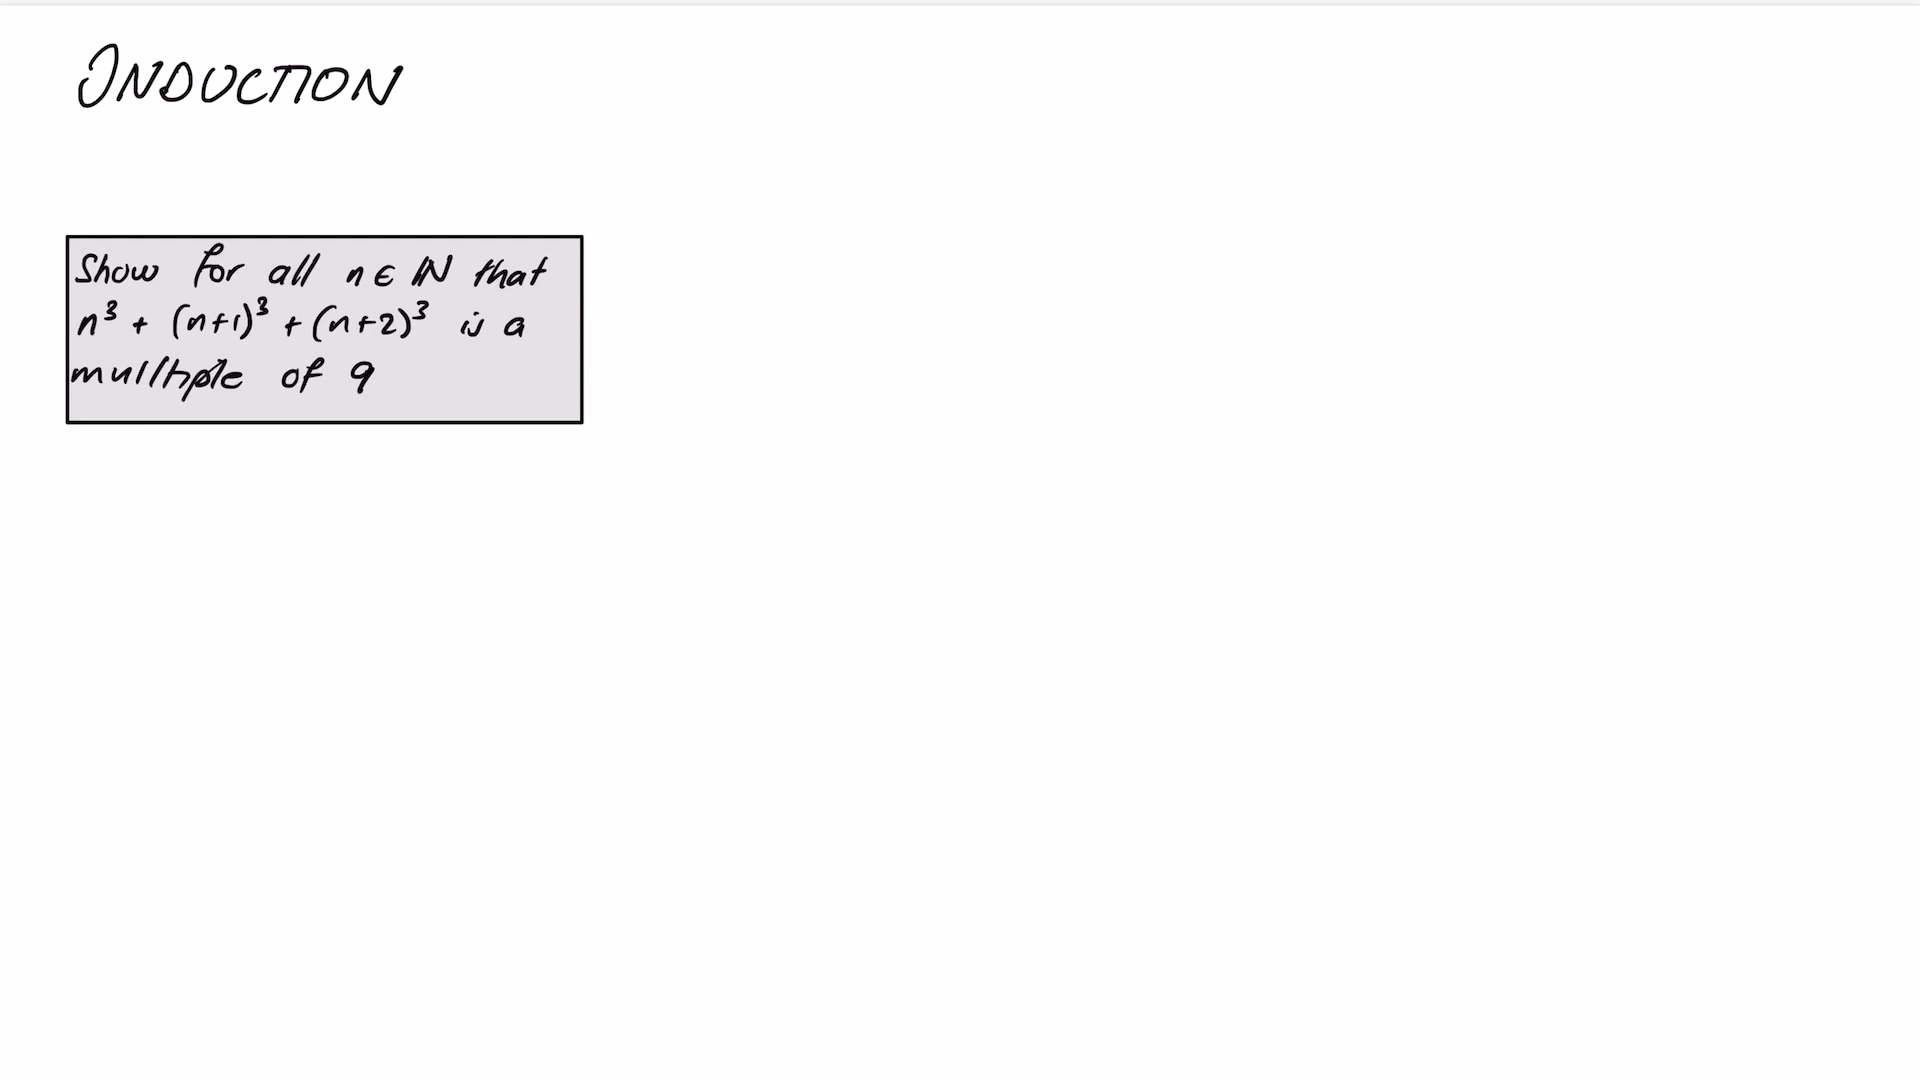 INDUCTION
Show for all n ∈ ℕ that
n³ + (n+1)³ + (n+2)³ is a
multiple of 9